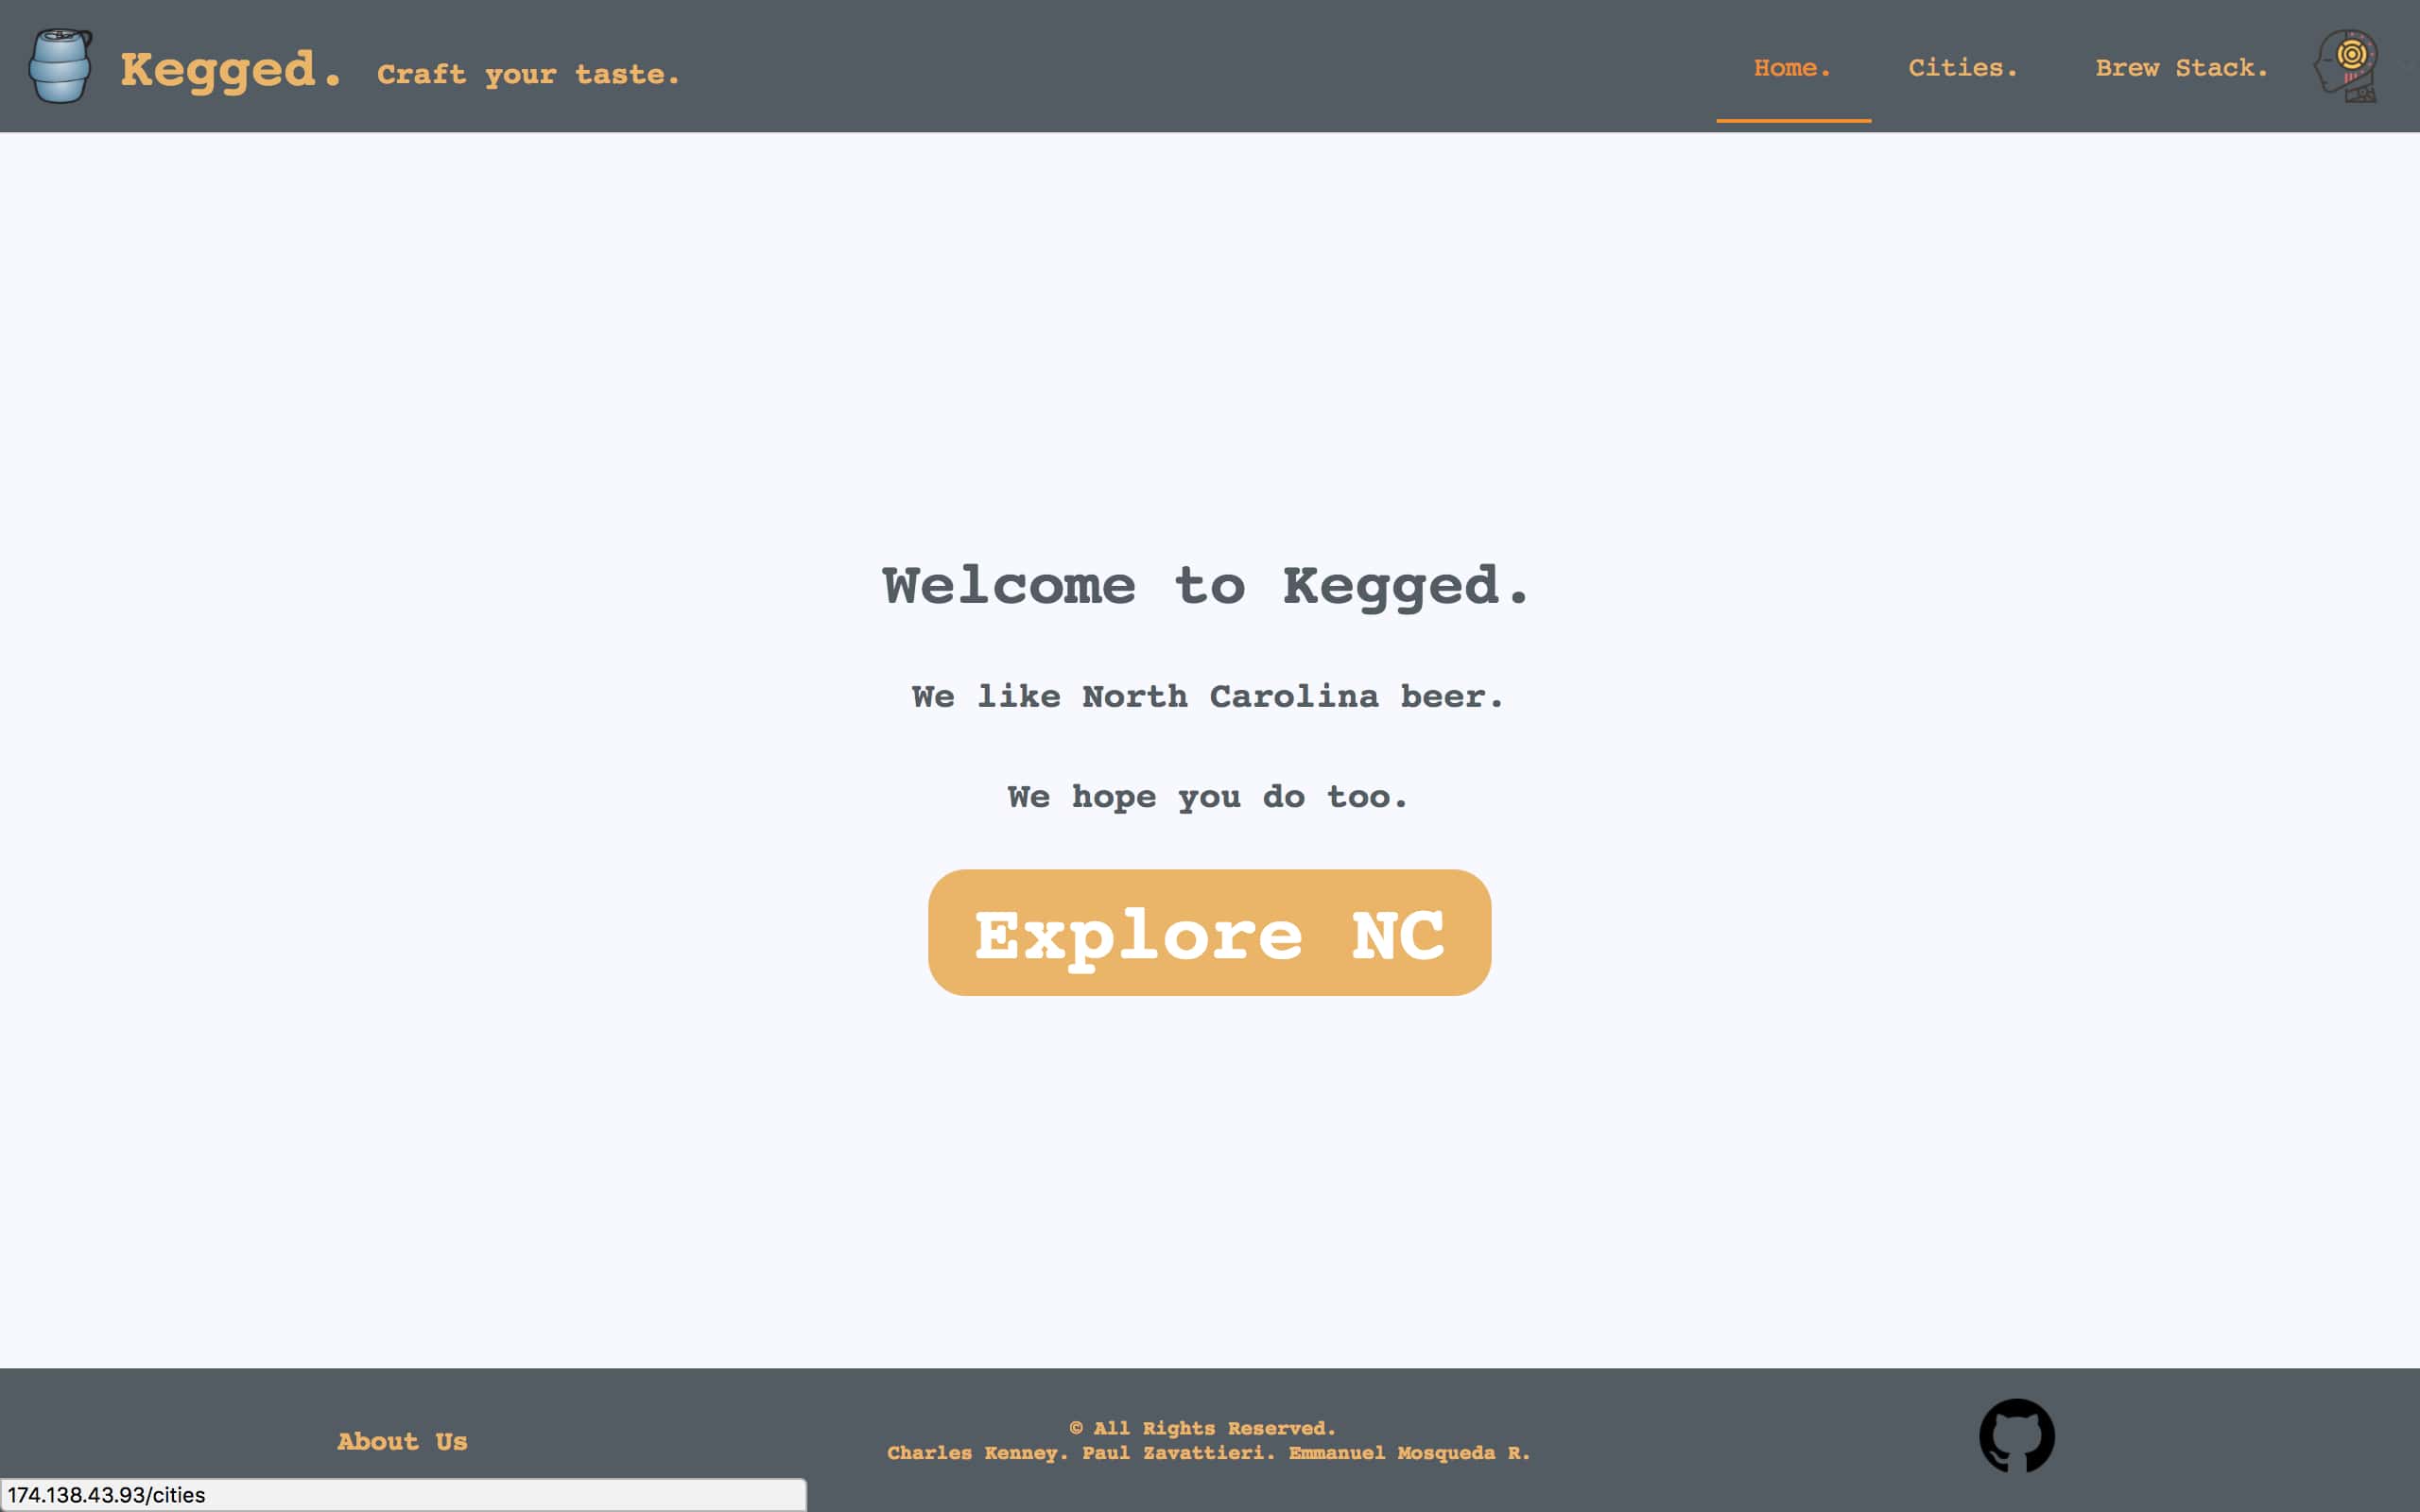 Kegged. Craft your taste. Home. Cities. Brew Stack.
Welcome to Kegged.
We like North Carolina beer.
We hope you do too.
Explore NC
About Us
© All Rights Reserved.
Charles Kenney. Paul Zavattieri. Emmanuel Mosqueda R.
174.138.43.93/cities